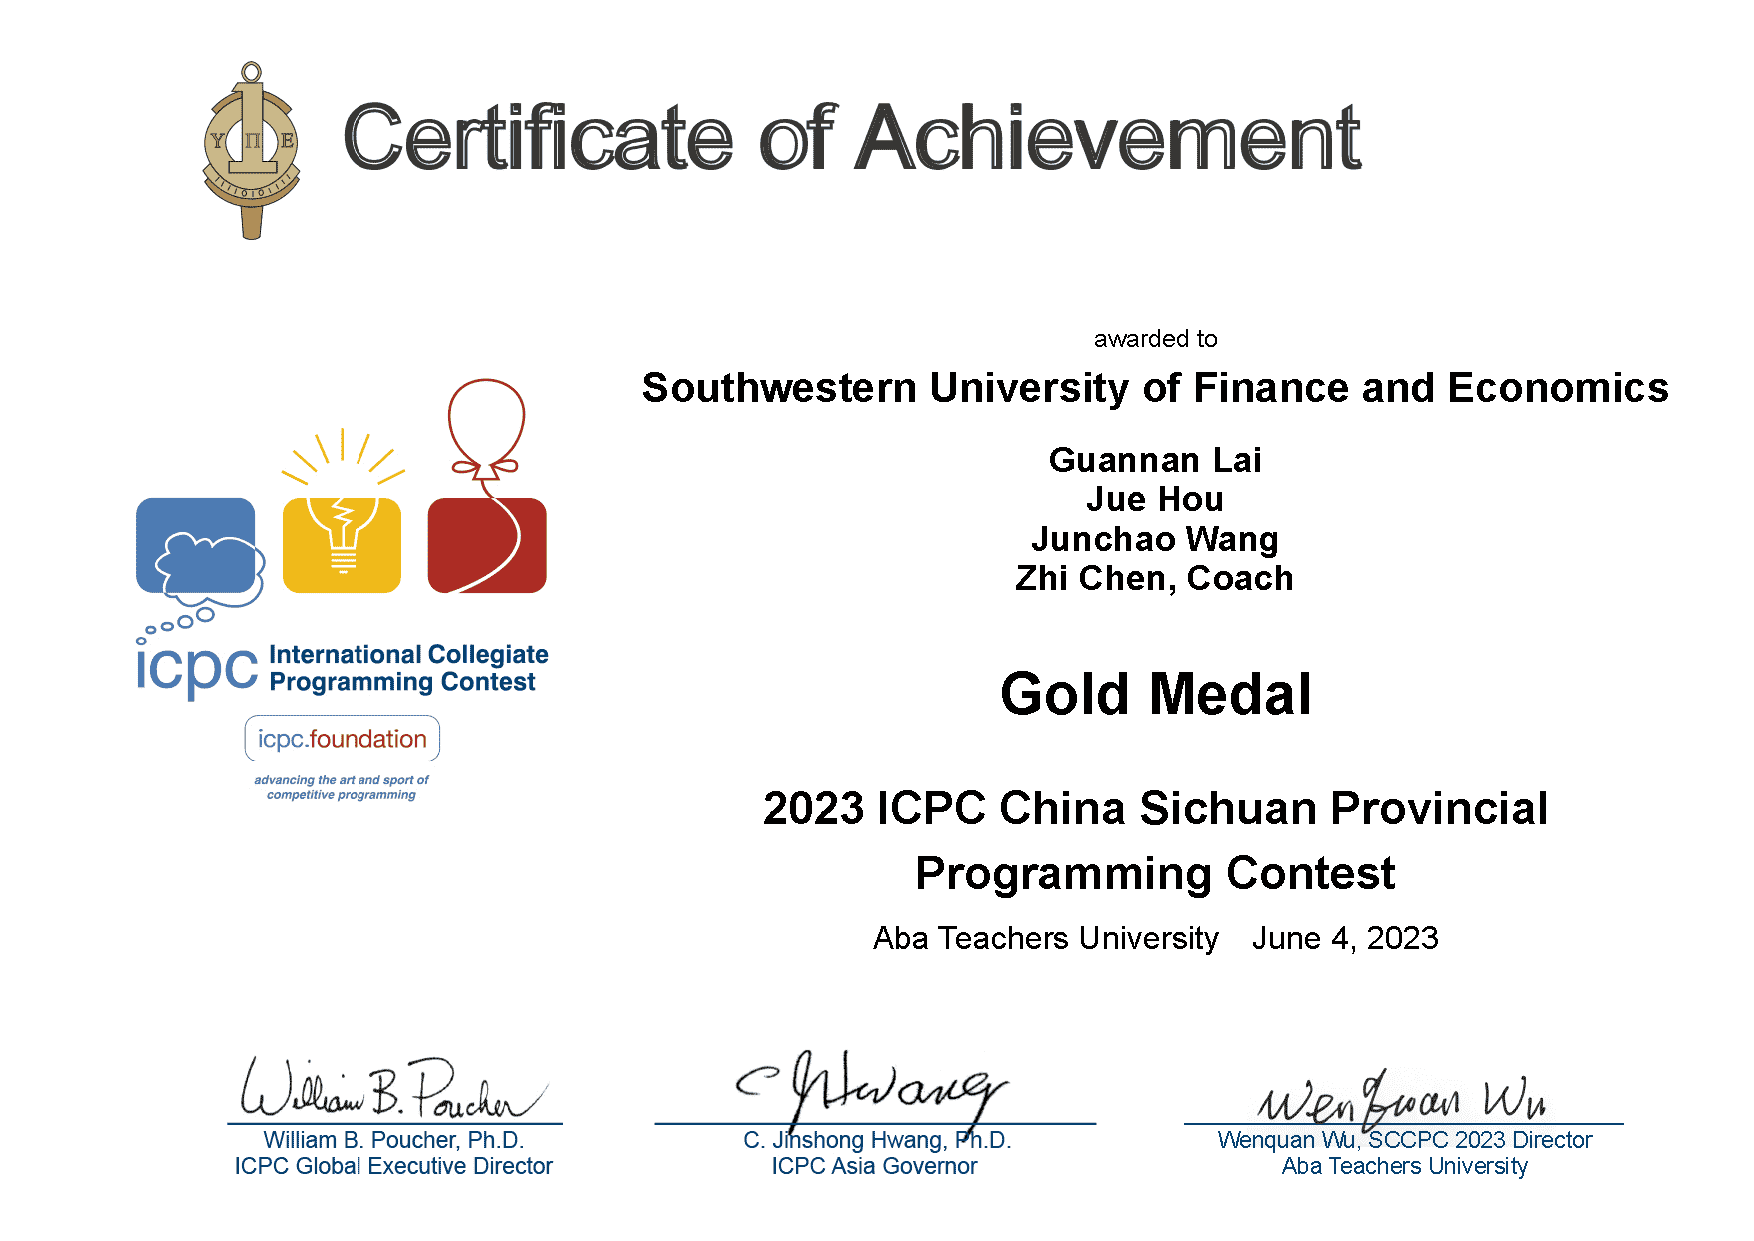 Υ Π Ε
1111010111111
Certificate of Achievement
awarded to
Southwestern University of Finance and Economics
Guannan Lai
Jue Hou
Junchao Wang
Zhi Chen, Coach
Gold Medal
2023 ICPC China Sichuan Provincial
Programming Contest
Aba Teachers University June 4, 2023
icpc International Collegiate
Programming Contest
icpc.foundation
advancing the art and sport of
competitive programming
William B. Poucher
William B. Poucher, Ph.D.
ICPC Global Executive Director
C JHwang
C. Jinshong Hwang, Ph.D.
ICPC Asia Governor
Wenquan Wu
Wenquan Wu, SCCPC 2023 Director
Aba Teachers University